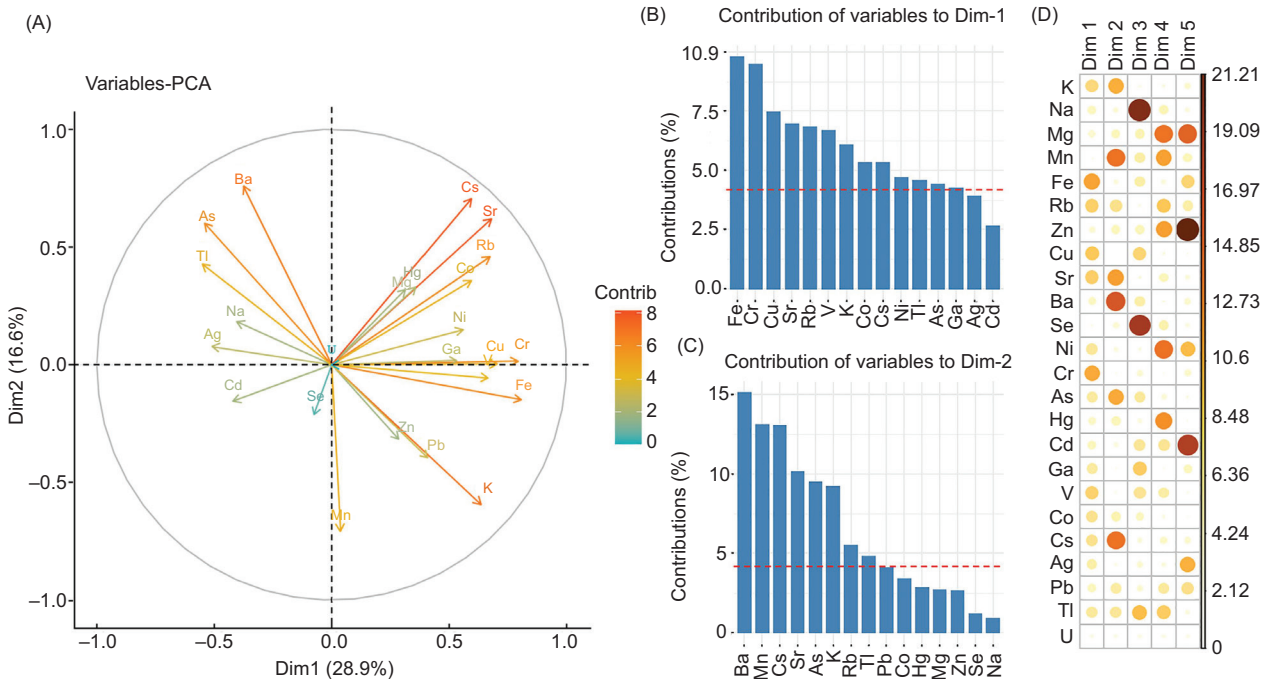 (A)
Variables-PCA
1.0
0.5
0.0
–0.5
–1.0
Dim2 (16.6%)
Ba
As
Tl
Na
Ag
Cd
Se
U
Cs
Sr
Rb
Hg
Mg
Co
Ni
Ga
Cu
Cr
Fe
Zn
Pb
K
Mn
–1.0
–0.5
0.0
0.5
1.0
Dim1 (28.9%)
Contrib
8
6
4
2
0
(B)
Contribution of variables to Dim-1
10.9
7.5
5.0
2.5
0.0
Contributions (%)
Fe Cr Cu Sr Rb V K Co Cs Ni Tl As Ga Ag Cd
(C)
Contribution of variables to Dim-2
15
10
5
0
Contributions (%)
Ba Mn Cs Sr As K Rb Tl Pb Co Hg Mg Zn Se Na
(D)
Dim 1 Dim 2 Dim 3 Dim 4 Dim 5
K
Na
Mg
Mn
Fe
Rb
Zn
Cu
Sr
Ba
Se
Ni
Cr
As
Hg
Cd
Ga
V
Co
Cs
Ag
Pb
Tl
U
21.21
19.09
16.97
14.85
12.73
10.6
8.48
6.36
4.24
2.12
0